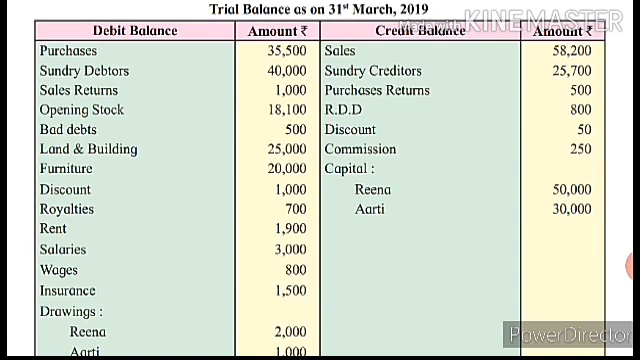 Trial Balance as on 31st March, 2019
Made with KINEMASTER
Debit Balance Amount ₹ Credit Balance Amount ₹
Purchases 35,500 Sales 58,200
Sundry Debtors 40,000 Sundry Creditors 25,700
Sales Returns 1,000 Purchases Returns 500
Opening Stock 18,100 R.D.D 800
Bad debts 500 Discount 50
Land & Building 25,000 Commission 250
Furniture 20,000 Capital :
Discount 1,000 Reena 50,000
Royalties 700 Aarti 30,000
Rent 1,900
Salaries 3,000
Wages 800
Insurance 1,500
Drawings :
Reena 2,000
Aarti 1,000
PowerDirector